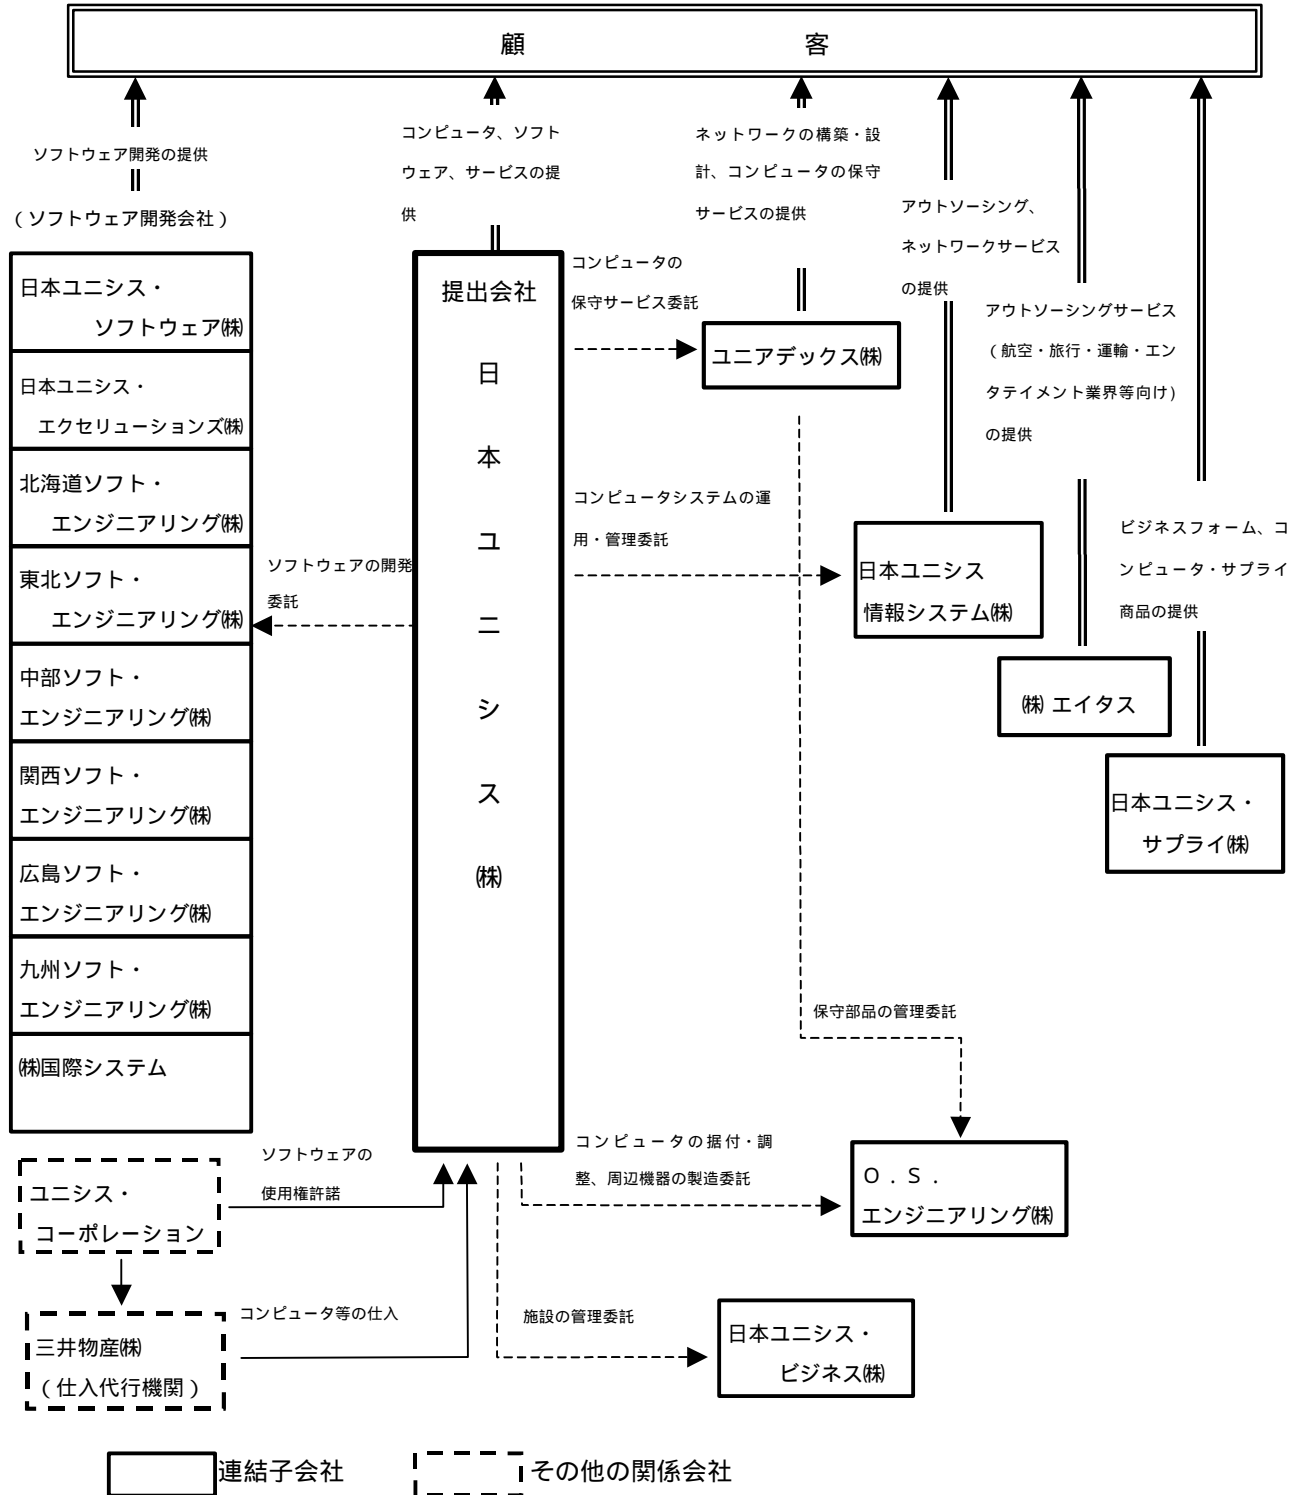 顧 客
ソフトウェア開発の提供
(ソフトウェア開発会社)
コンピュータ、ソフト
ウェア、サービスの提
供
ネットワークの構築・設
計、コンピュータの保守
サービスの提供
アウトソーシング、
ネットワークサービス
の提供
アウトソーシングサービス
(航空・旅行・運輸・エン
タテイメント業界等向け)
の提供
ビジネスフォーム、コ
ンピュータ・サプライ
商品の提供
日本ユニシス・
ソフトウェア㈱
日本ユニシス・
エクセリューションズ㈱
北海道ソフト・
エンジニアリング㈱
東北ソフト・
エンジニアリング㈱
中部ソフト・
エンジニアリング㈱
関西ソフト・
エンジニアリング㈱
広島ソフト・
エンジニアリング㈱
九州ソフト・
エンジニアリング㈱
㈱国際システム
ソフトウェアの開発
委託
提出会社
日
本
ユ
ニ
シ
ス
㈱
コンピュータの
保守サービス委託
ユニアデックス㈱
コンピュータシステムの運
用・管理委託
日本ユニシス
情報システム㈱
㈱エイタス
日本ユニシス・
サプライ㈱
保守部品の管理委託
コンピュータの据付・調
整、周辺機器の製造委託
O.S.
エンジニアリング㈱
ソフトウェアの
使用権許諾
ユニシス・
コーポレーション
コンピュータ等の仕入
三井物産㈱
(仕入代行機関)
施設の管理委託
日本ユニシス・
ビジネス㈱
連結子会社
その他の関係会社